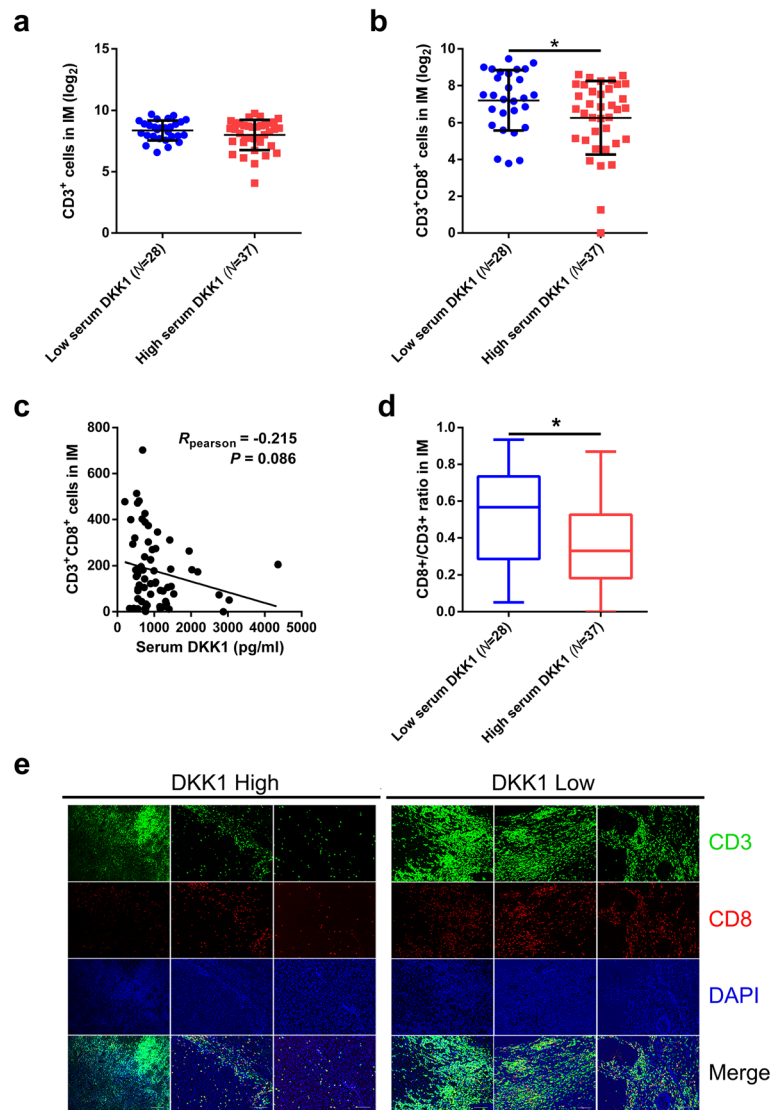 a
CD3+ cells in IM (log2)
15
10
5
0
Low serum DKK1 (N=28)
High serum DKK1 (N=37)
b
*
CD3+CD8+ cells in IM (log2)
10
8
6
4
2
0
Low serum DKK1 (N=28)
High serum DKK1 (N=37)
c
CD3+CD8+ cells in IM
800
600
400
200
0
Rpearson = -0.215
P = 0.086
0 1000 2000 3000 4000 5000
Serum DKK1 (pg/ml)
d
*
CD8+/CD3+ ratio in IM
1.0
0.8
0.6
0.4
0.2
0.0
Low serum DKK1 (N=28)
High serum DKK1 (N=37)
e
DKK1 High
DKK1 Low
CD3
CD8
DAPI
Merge